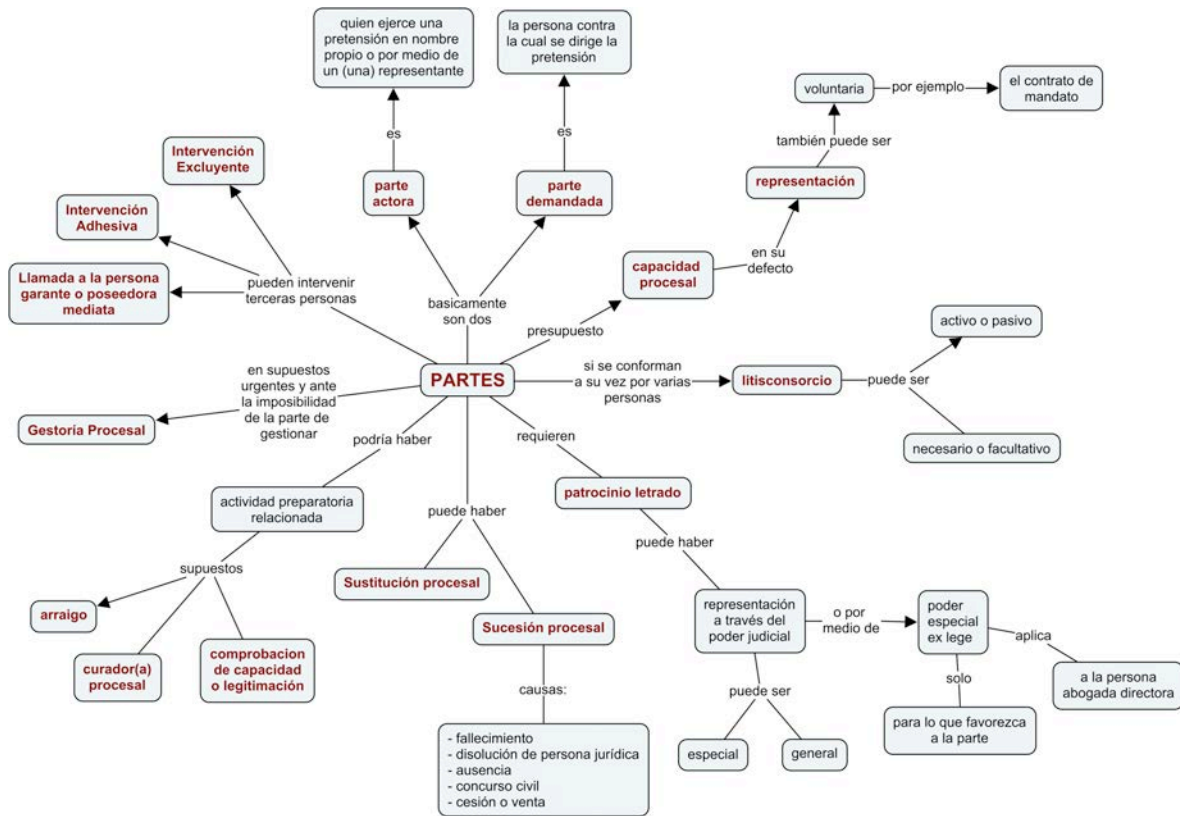 quien ejerce una
pretensión en nombre
propio o por medio de
un (una) representante
la persona contra
la cual se dirige la
pretensión
voluntaria
por ejemplo
el contrato de
mandato
es
es
también puede ser
Intervención
Excluyente
parte
actora
parte
demandada
representación
Intervención
Adhesiva
en su
defecto
capacidad
procesal
Llamada a la persona
garante o poseedora
mediata
pueden intervenir
terceras personas
basicamente
son dos
presupuesto
activo o pasivo
en supuestos
urgentes y ante
la imposibilidad
de la parte de
gestionar
PARTES
si se conforman
a su vez por varias
personas
litisconsorcio
puede ser
Gestoría Procesal
podría haber
requieren
necesario o facultativo
actividad preparatoria
relacionada
puede haber
patrocinio letrado
puede haber
supuestos
Sustitución procesal
arraigo
Sucesión procesal
representación
a través del
poder judicial
o por
medio de
poder
especial
ex lege
aplica
curador(a)
procesal
comprobacion
de capacidad
o legitimación
causas:
puede ser
solo
a la persona
abogada directora
- fallecimiento
- disolución de persona jurídica
- ausencia
- concurso civil
- cesión o venta
especial
general
para lo que favorezca
a la parte